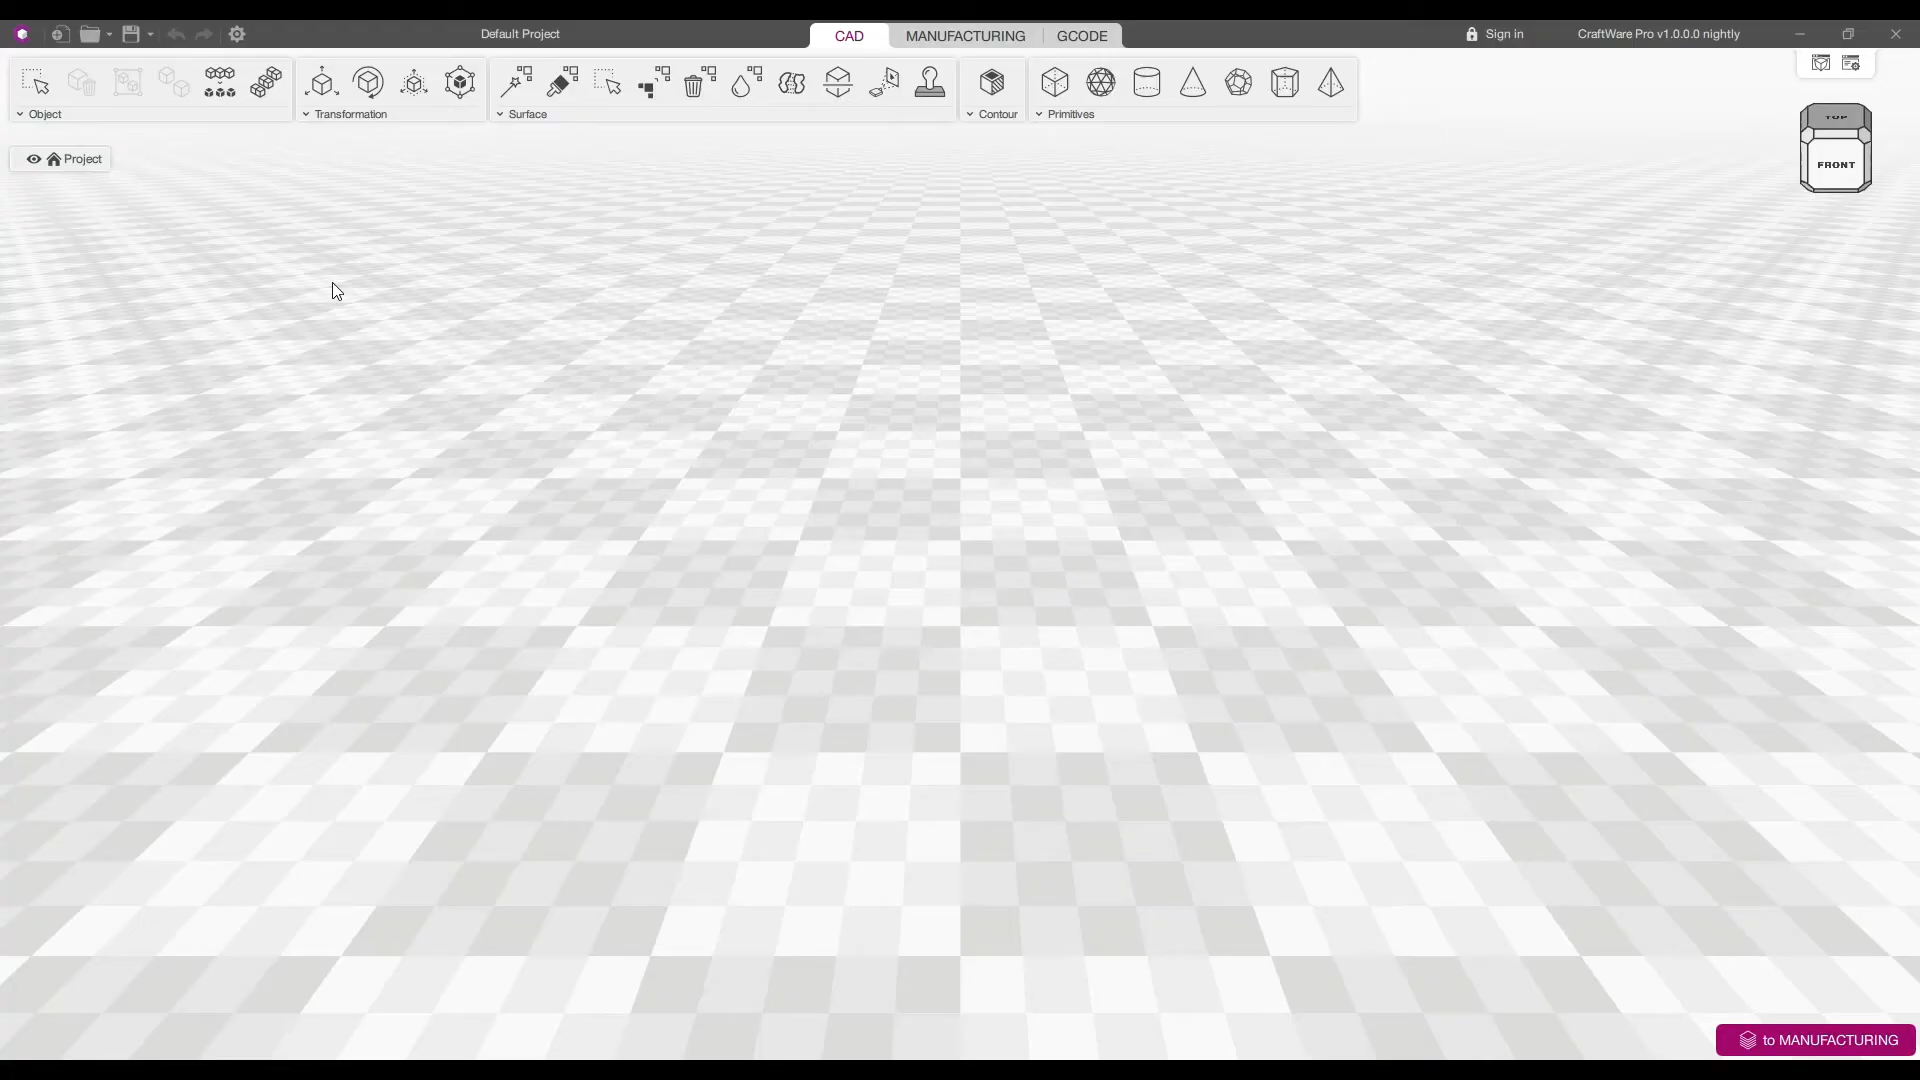 Default Project
CAD
MANUFACTURING
GCODE
Sign in
CraftWare Pro v1.0.0.0 nightly
Object
Transformation
Surface
Contour
Primitives
Project
TOP
FRONT
to MANUFACTURING